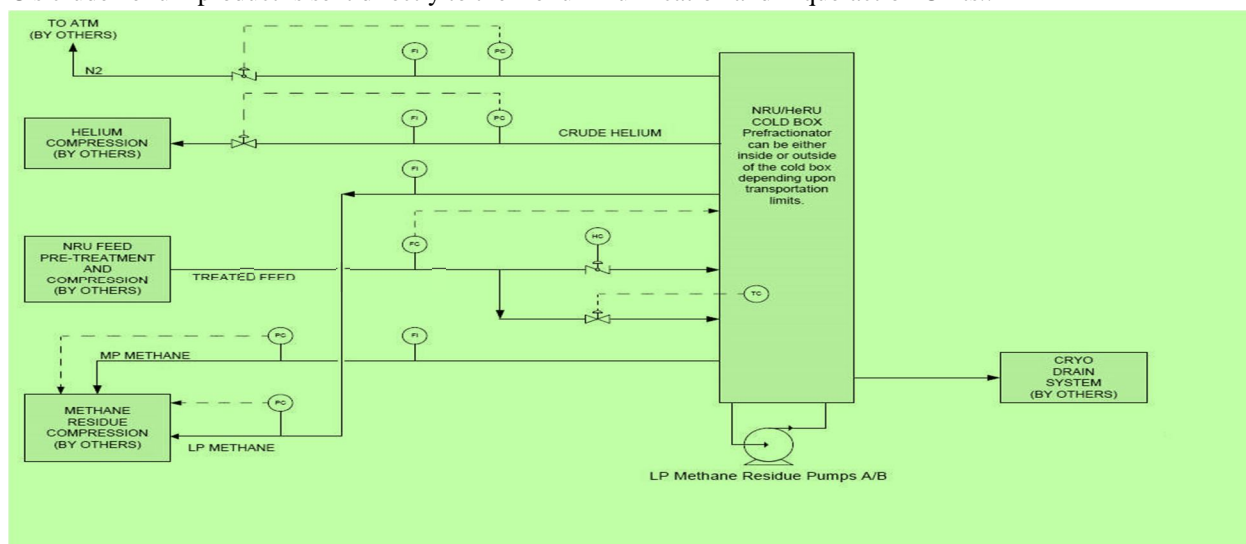 TO ATM
(BY OTHERS)
N2
FI
PC
HELIUM
COMPRESSION
(BY OTHERS)
FI
PC
CRUDE HELIUM
NRU/HeRU
COLD BOX
Prefractionator
can be either
inside or outside
of the cold box
depending upon
transportation
limits.
FI
NRU FEED
PRE-TREATMENT
AND
COMPRESSION
(BY OTHERS)
TREATED FEED
PC
HC
TC
MP METHANE
PC
FI
METHANE
RESIDUE
COMPRESSION
(BY OTHERS)
PC
LP METHANE
CRYO
DRAIN
SYSTEM
(BY OTHERS)
LP Methane Residue Pumps A/B